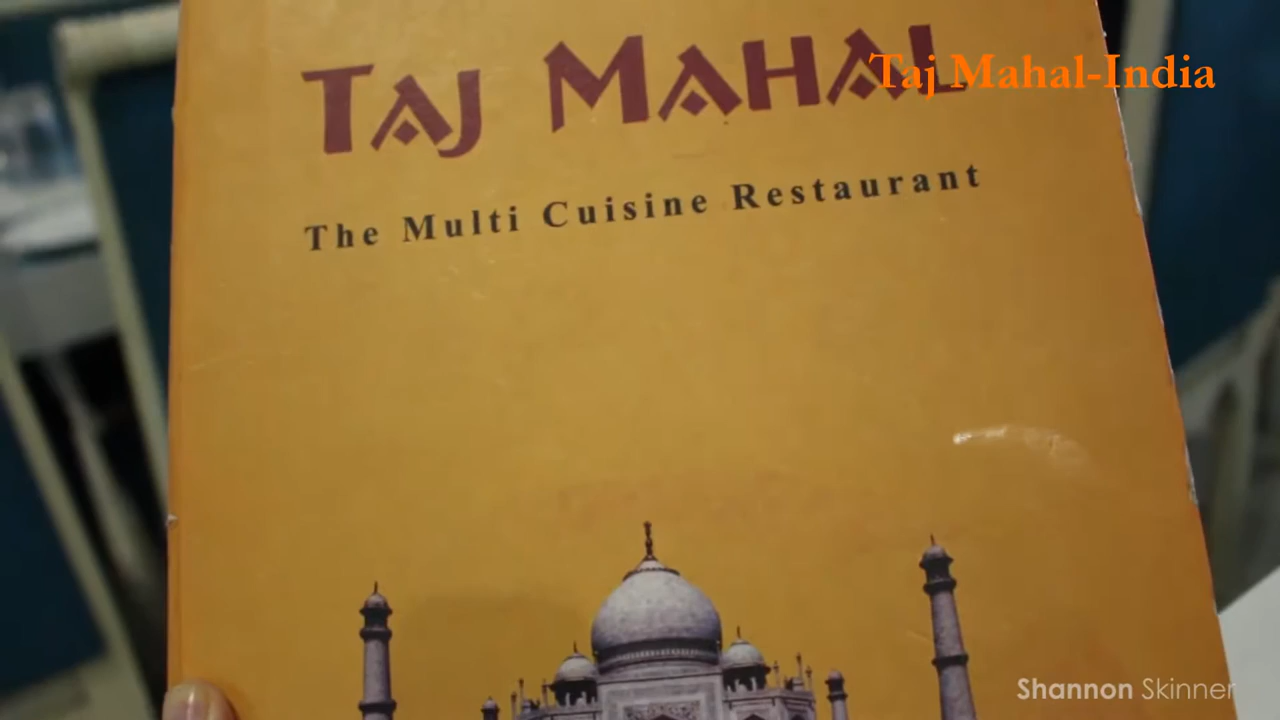 TAJ MAHAL
Taj Mahal-India
The Multi Cuisine Restaurant
Shannon Skinner